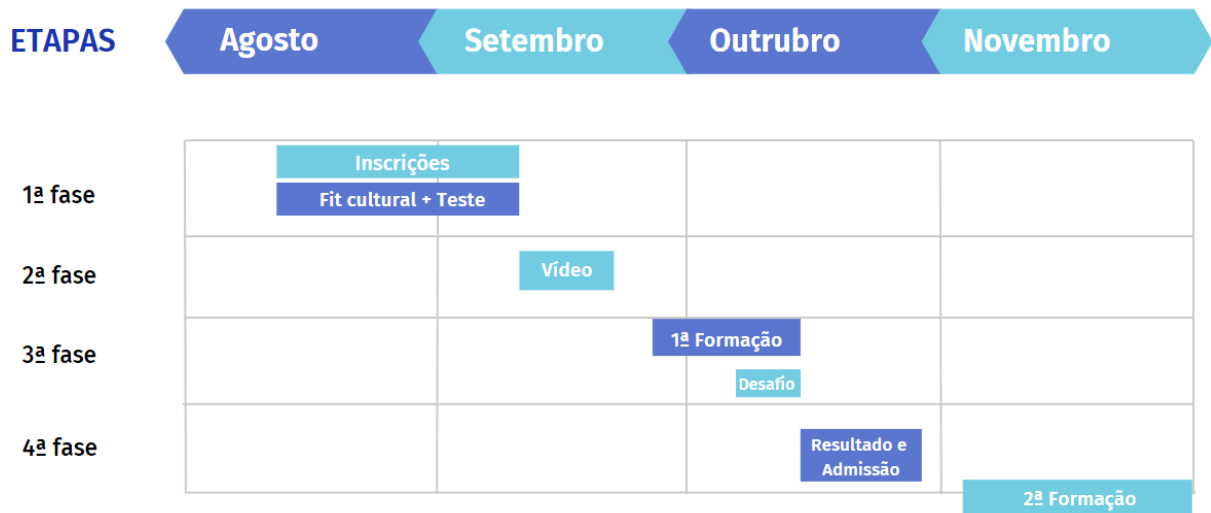 ETAPAS
Agosto
Setembro
Outrubro
Novembro
1ª fase
Inscrições
Fit cultural + Teste
2ª fase
Vídeo
3ª fase
1ª Formação
Desafio
4ª fase
Resultado e
Admissão
2ª Formação